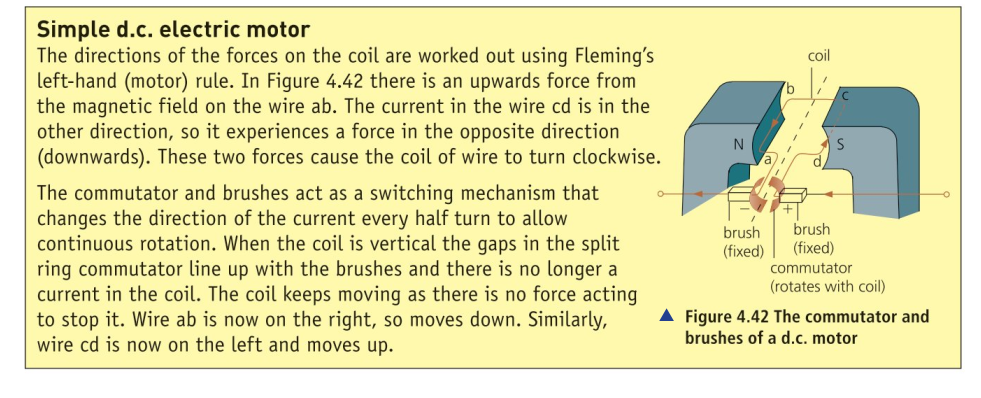 Simple d.c. electric motor
The directions of the forces on the coil are worked out using Fleming's
left-hand (motor) rule. In Figure 4.42 there is an upwards force from
the magnetic field on the wire ab. The current in the wire cd is in the
other direction, so it experiences a force in the opposite direction
(downwards). These two forces cause the coil of wire to turn clockwise.
The commutator and brushes act as a switching mechanism that
changes the direction of the current every half turn to allow
continuous rotation. When the coil is vertical the gaps in the split
ring commutator line up with the brushes and there is no longer a
current in the coil. The coil keeps moving as there is no force acting
to stop it. Wire ab is now on the right, so moves down. Similarly,
wire cd is now on the left and moves up.
coil
b
c
N
S
a
d
–
+
brush
(fixed)
brush
(fixed)
commutator
(rotates with coil)
▲ Figure 4.42 The commutator and
brushes of a d.c. motor